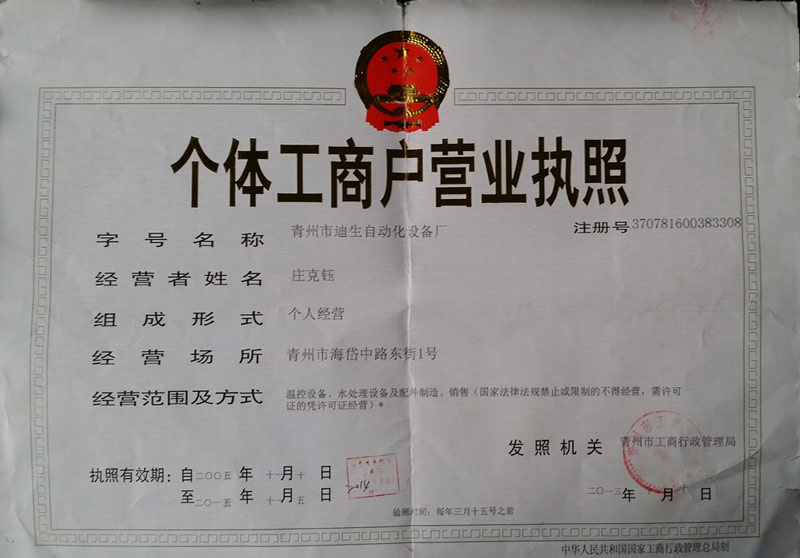 个体工商户营业执照
注册号 370781600383308
字号名称 青州市迪生自动化设备厂
经营者姓名 庄克钰
组成形式 个人经营
经营场所 青州市海岱中路东街1号
经营范围及方式 温控设备、水处理设备及配件制造、销售（国家法律法规禁止或限制的不得经营，需许可
证的凭许可证经营）*
发照机关 青州市工商行政管理局
执照有效期：自二〇〇五年十一月十日
至二〇一五年十月五日
2014
二〇一三年 月 日
验照时间：每年三月十五号之前
中华人民共和国国家工商行政管理总局制